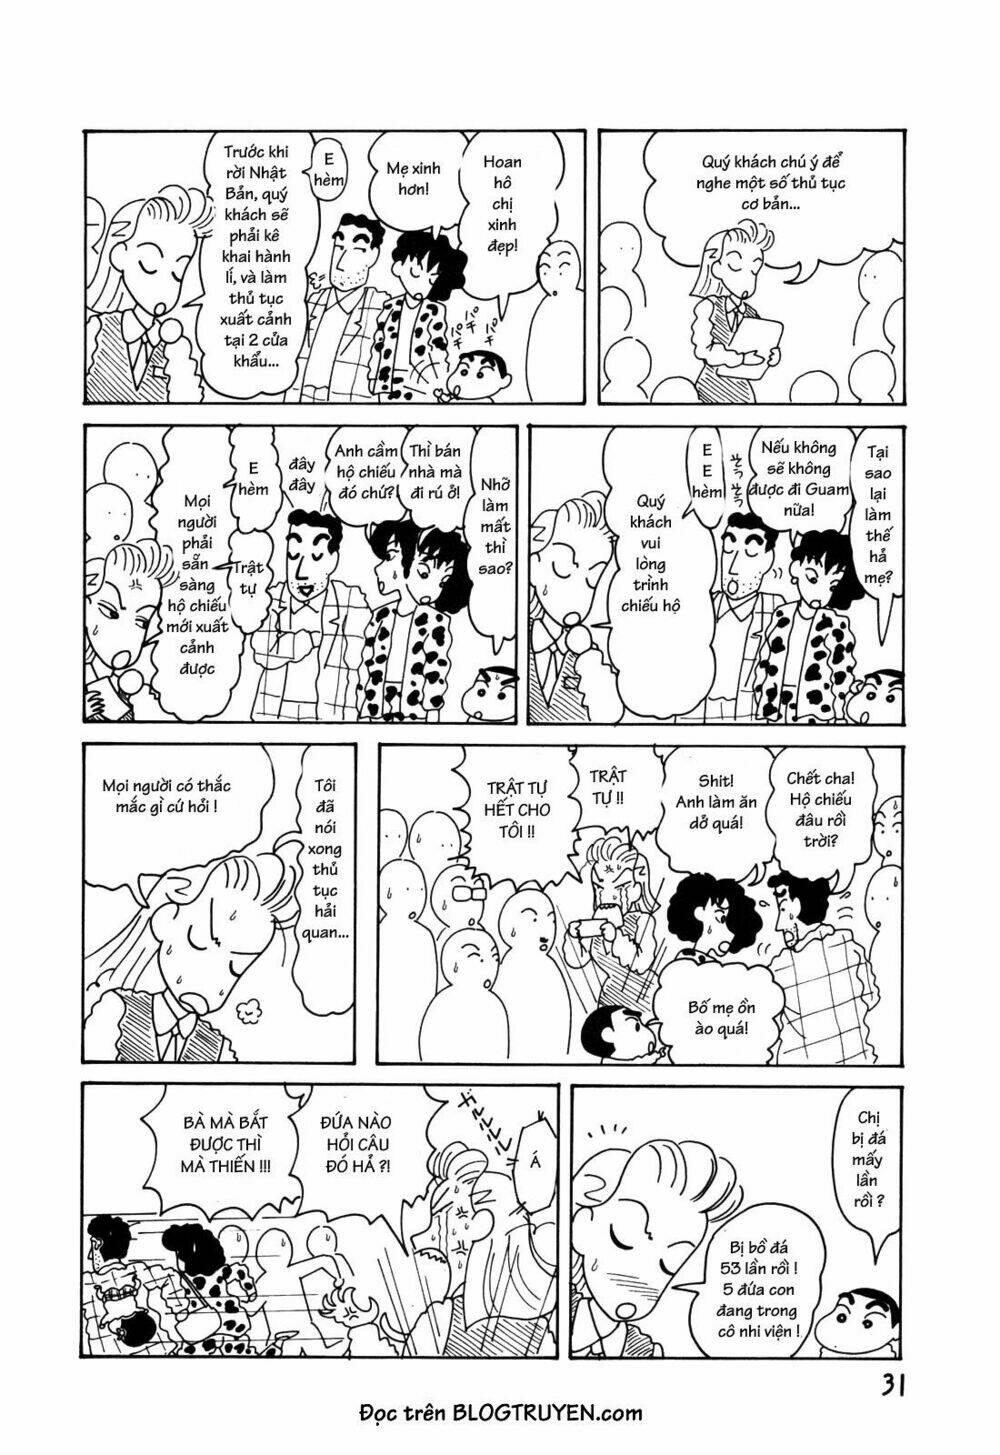 Quý khách chú ý để
nghe một số thủ tục
cơ bản...
Hoan
hô
chị
xinh
đẹp!
Mẹ xinh
hơn!
E
hèm
Trước khi
rời Nhật
Bản, quý
khách sẽ
phải kê
khai hành
lí, và làm
thủ tục
xuất cảnh
tại 2 cửa
khẩu...
パチ
パチ
パチ
Tại
sao
lại
làm
thế
hả
mẹ?
Nếu không
sẽ không
được đi Guam
nữa!
E
E
hèm
Quý
khách
vui
lòng
trình
chiếu hộ
Nhỡ
làm
mất
thì
sao?
Thì bán
nhà mà
đi rú ở!
Anh cầm
hộ chiếu
đó chứ?
đây
đây
E
hèm
Trật
tự
Mọi
người
phải
sẵn
sàng
hộ chiếu
mới xuất
cảnh
được
Chết cha!
Hộ chiếu
đâu rồi
trời?
Shit!
Anh làm ăn
dở quá!
TRẬT
TỰ !!
TRẬT TỰ
HẾT CHO
TÔI !!
Bố mẹ ồn
ào quá!
Tôi
đã
nói
xong
thủ
tục
hải
quan...
Mọi người có thắc
mắc gì cứ hỏi !
Chị
bị đá
mấy
lần
rồi ?
Bị bồ đá
53 lần rồi !
5 đứa con
đang trong
cô nhi viện !
Á
ĐỨA NÀO
HỎI CÂU
ĐÓ HẢ ?!
BÀ MÀ BẮT
ĐƯỢC THÌ
MÀ THIẾN !!!
31
Đọc trên BLOGTRUYEN.com